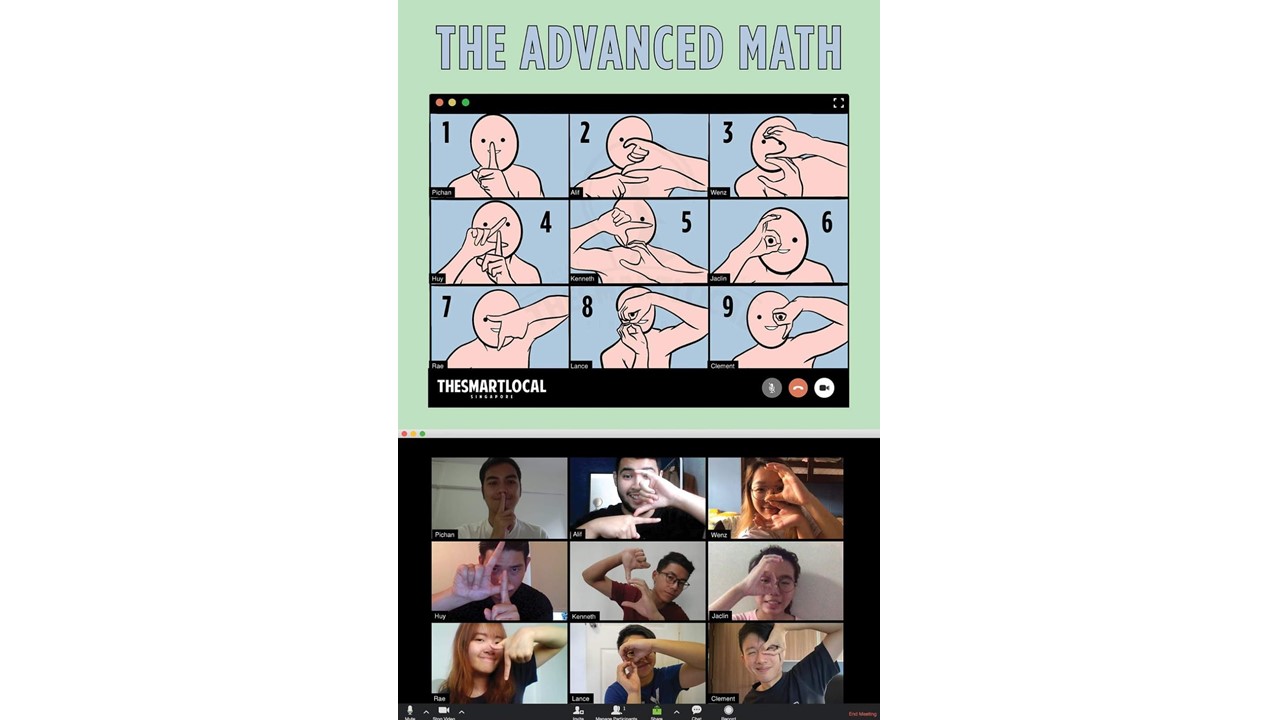 THE ADVANCED MATH
1 2 3
Pichan Alif Wenz
4 5 6
Huy Kenneth Jaclin
7 8 9
Rae Lance Clement
THESMARTLOCAL
SINGAPORE
Pichan Alif Wenz
Huy Kenneth Jaclin
Rae Lance Clement
Mute Stop Video Invite Manage Participants 1 Share Chat Record End Meeting